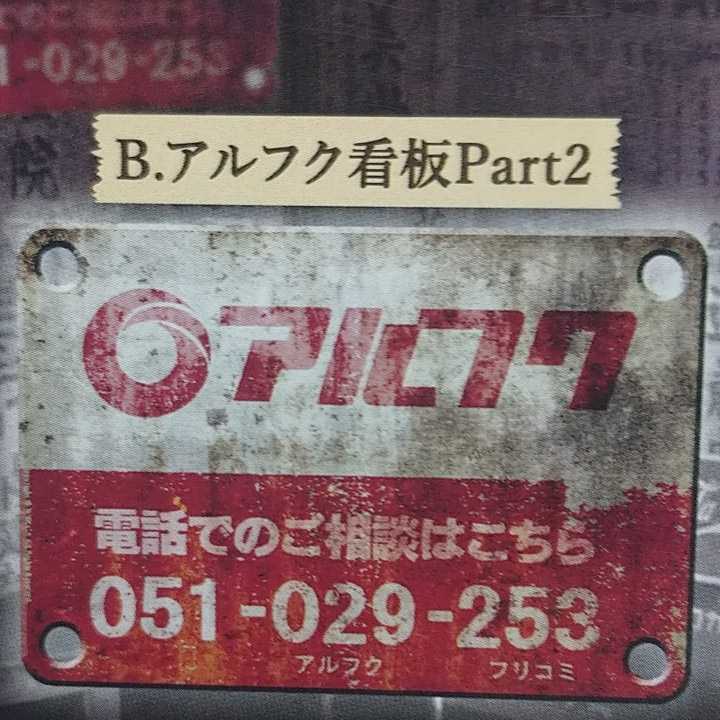 1-029-253
院
B.アルフク看板Part2
アルフク
電話でのご相談はこちら
051-029-253
アルフク フリコミ